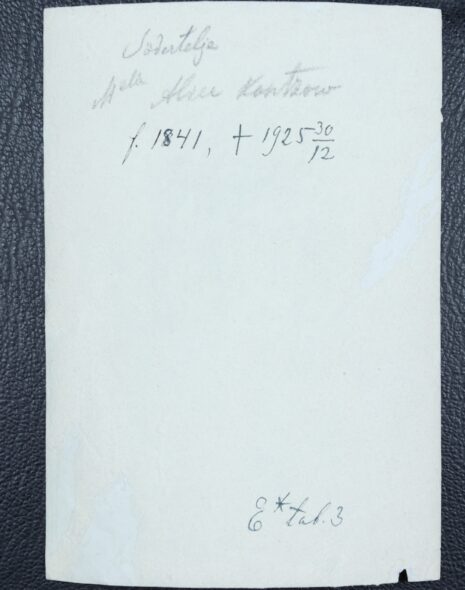 Södertelje
Mlle Alice Kantzow
f. 1841, † 1925 30/12
E* tab. 3